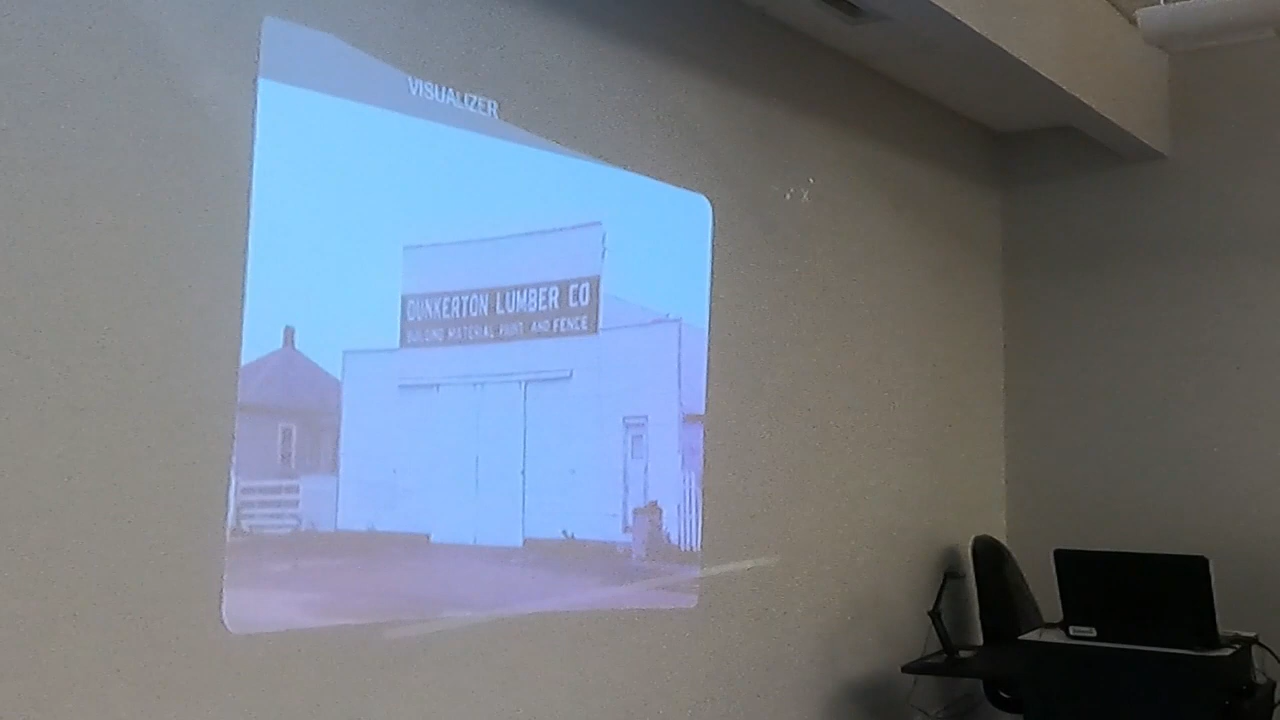 VISUALIZER
DUNKERTON LUMBER CO
BUILDING MATERIAL PAINT AND FENCE